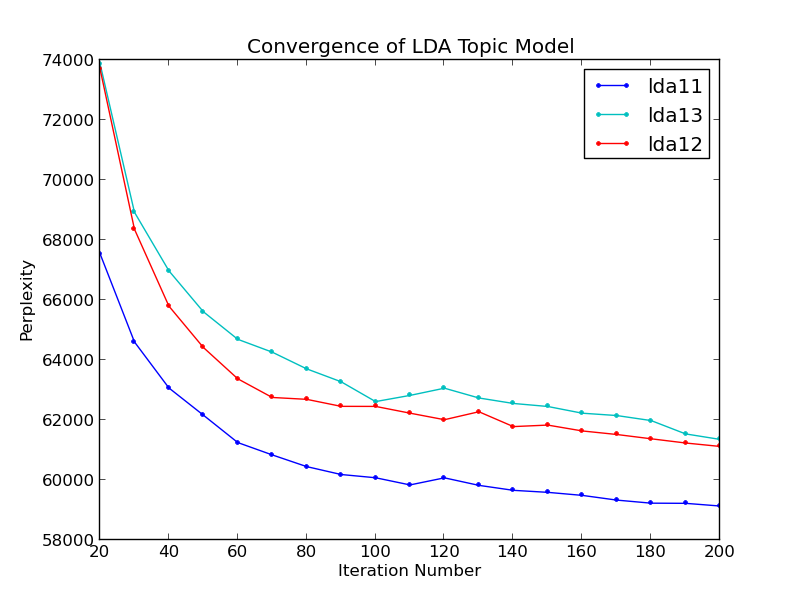 Convergence of LDA Topic Model
74000
72000
70000
68000
66000
64000
62000
60000
58000
Perplexity
lda11
lda13
lda12
20 40 60 80 100 120 140 160 180 200
Iteration Number